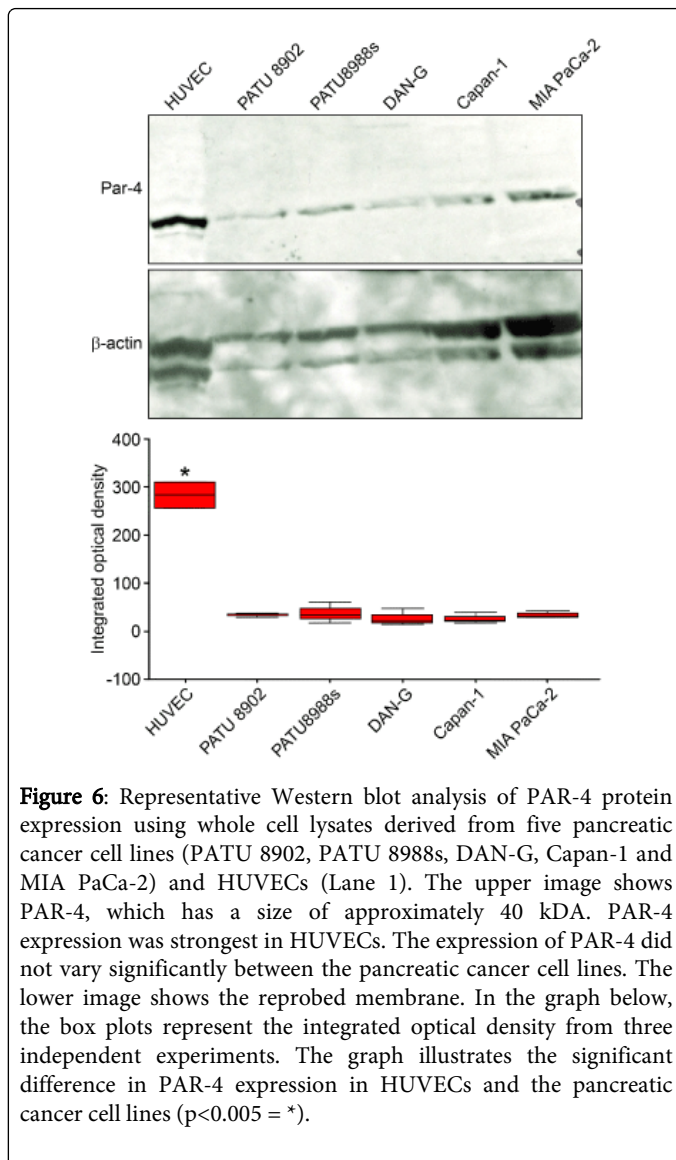 HUVEC PATU 8902 PATU8988s DAN-G Capan-1 MIA PaCa-2
Par-4
β-actin
Integrated optical density
400
300
200
100
0
-100
*
HUVEC PATU 8902 PATU8988s DAN-G Capan-1 MIA PaCa-2
Figure 6: Representative Western blot analysis of PAR-4 protein
expression using whole cell lysates derived from five pancreatic
cancer cell lines (PATU 8902, PATU 8988s, DAN-G, Capan-1 and
MIA PaCa-2) and HUVECs (Lane 1). The upper image shows
PAR-4, which has a size of approximately 40 kDA. PAR-4
expression was strongest in HUVECs. The expression of PAR-4 did
not vary significantly between the pancreatic cancer cell lines. The
lower image shows the reprobed membrane. In the graph below,
the box plots represent the integrated optical density from three
independent experiments. The graph illustrates the significant
difference in PAR-4 expression in HUVECs and the pancreatic
cancer cell lines (p<0.005 = *).